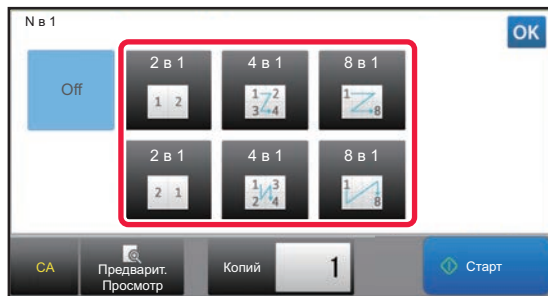 N в 1
OK
Off
2 в 1
1 2
4 в 1
1 2
3 4
8 в 1
1
8
2 в 1
2 1
4 в 1
1 3
2 4
8 в 1
1
8
CA
Предварит.
Просмотр
Копий
1
Старт